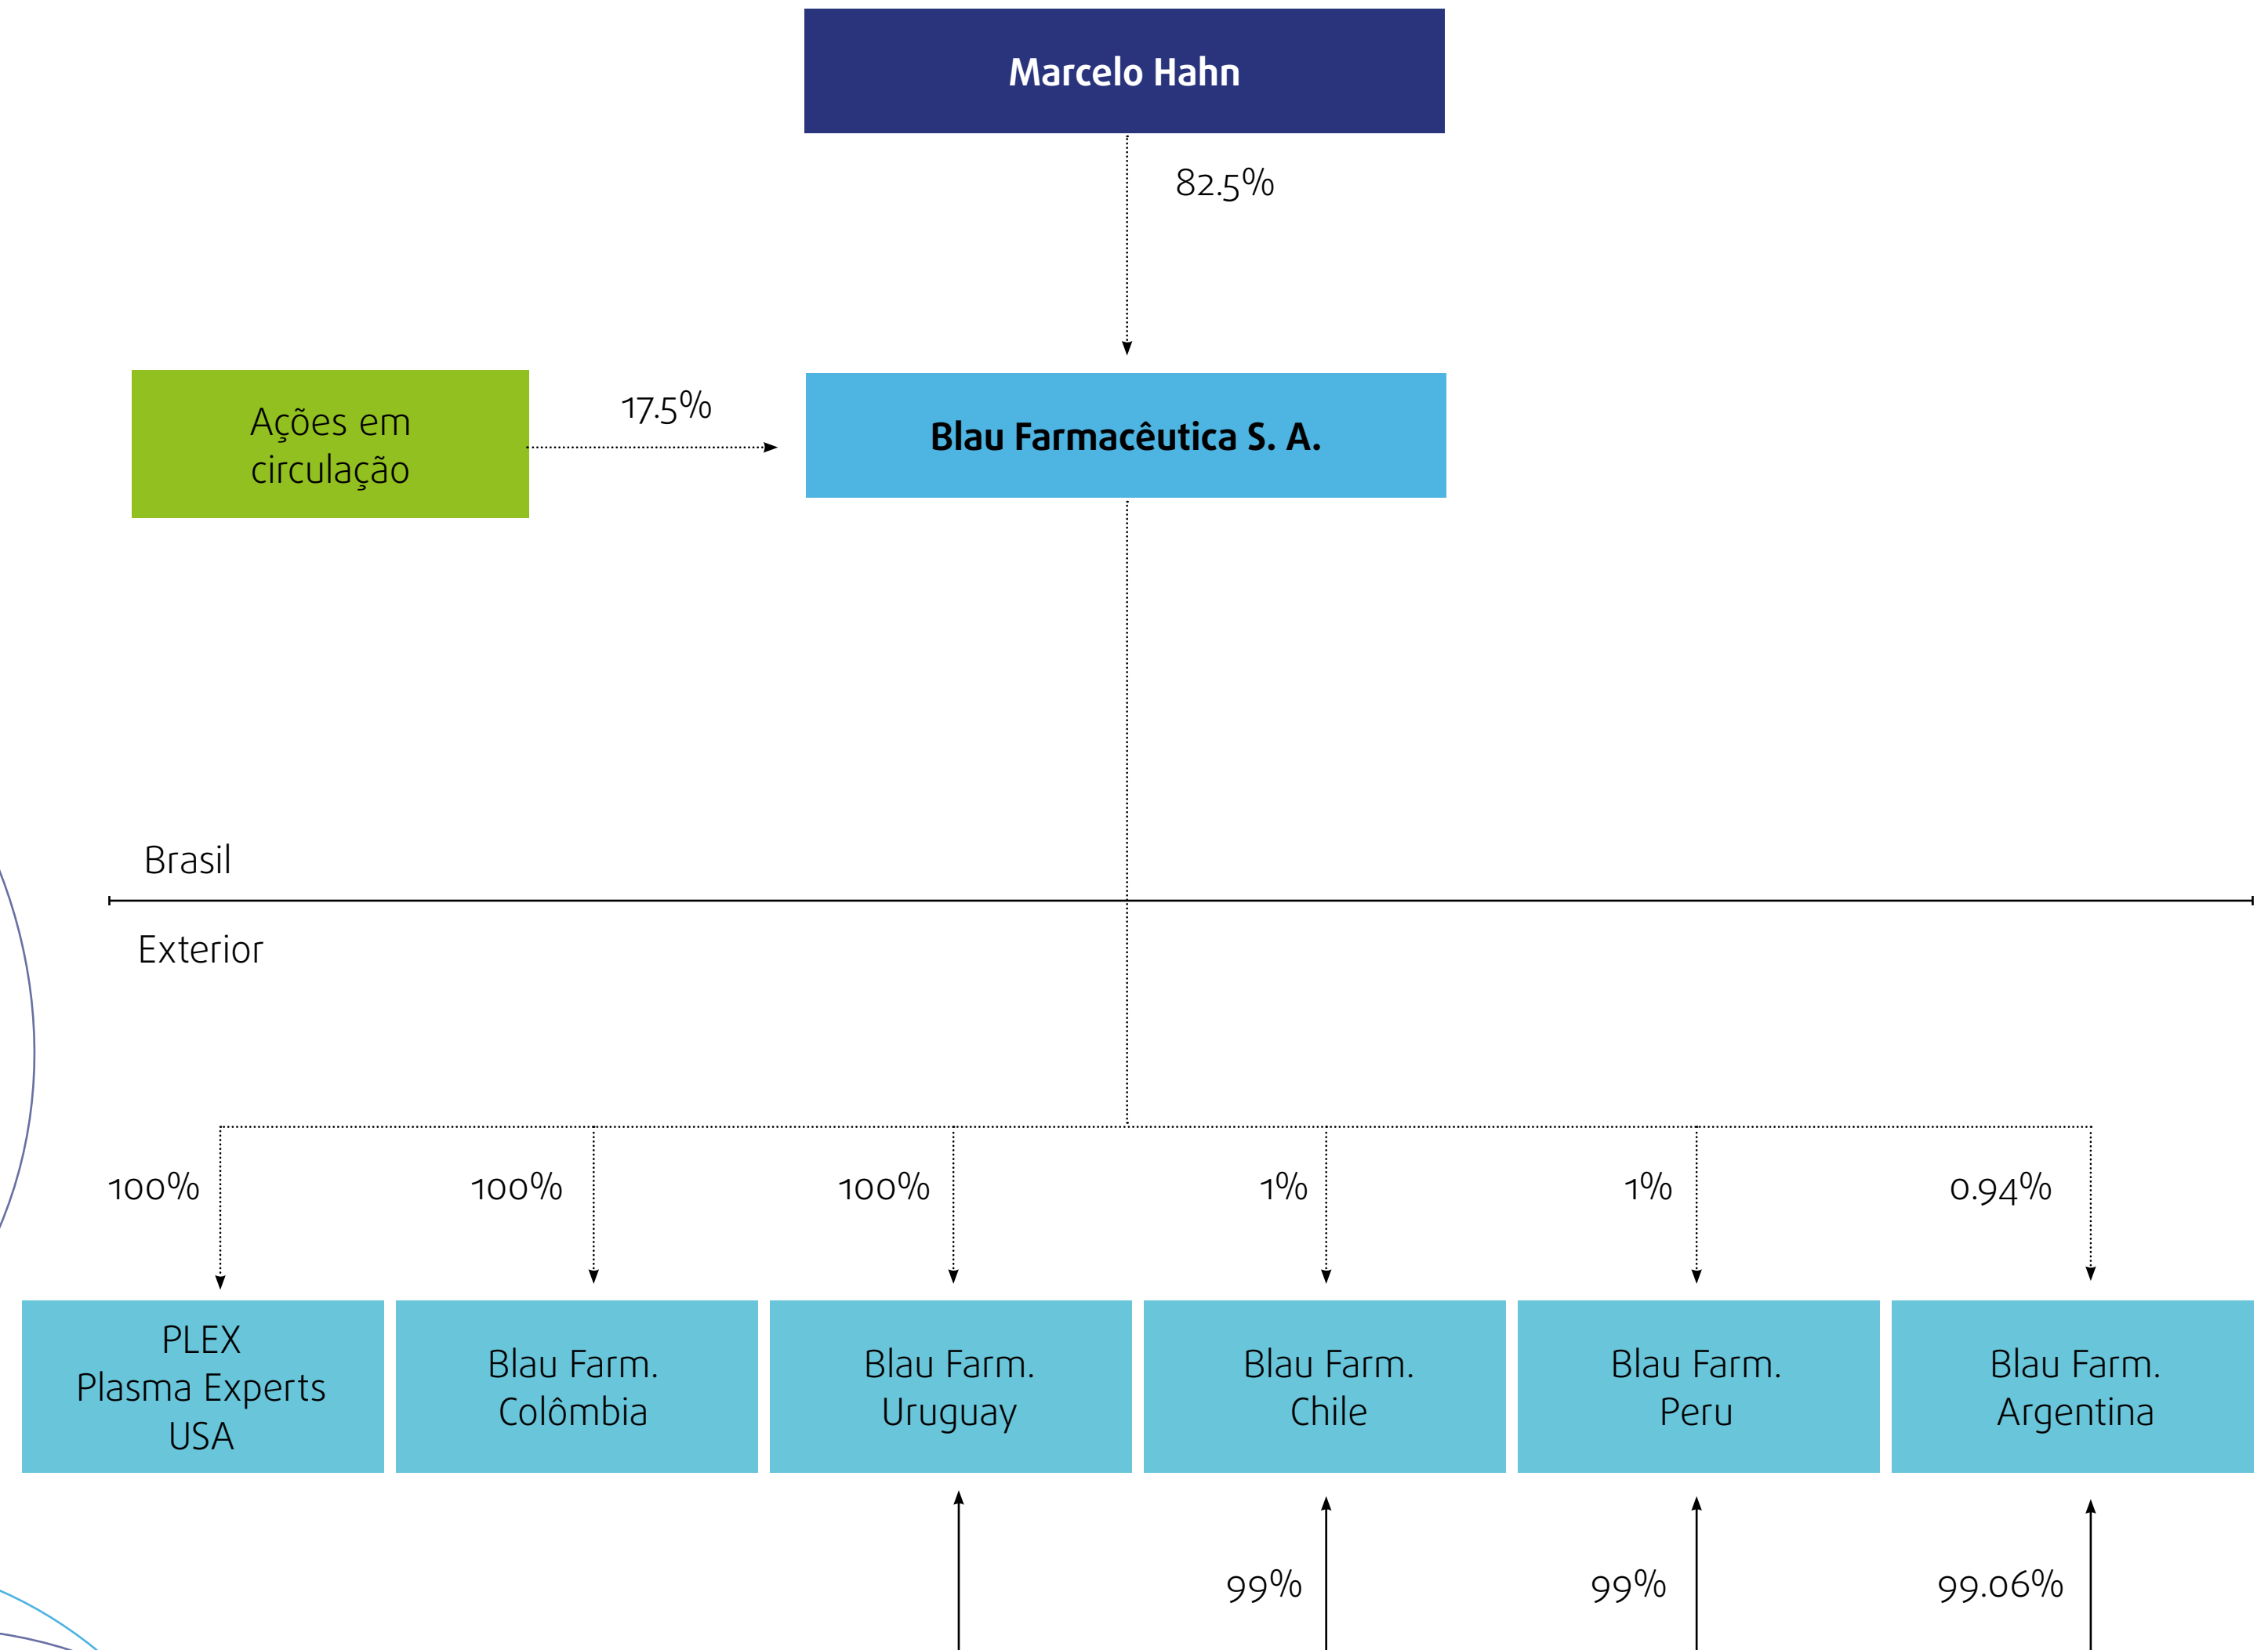 Marcelo Hahn
82.5%
Ações em
circulação
17.5%
Blau Farmacêutica S. A.
Brasil
Exterior
100%
100%
100%
1%
1%
0.94%
PLEX
Plasma Experts
USA
Blau Farm.
Colômbia
Blau Farm.
Uruguay
Blau Farm.
Chile
Blau Farm.
Peru
Blau Farm.
Argentina
99%
99%
99.06%